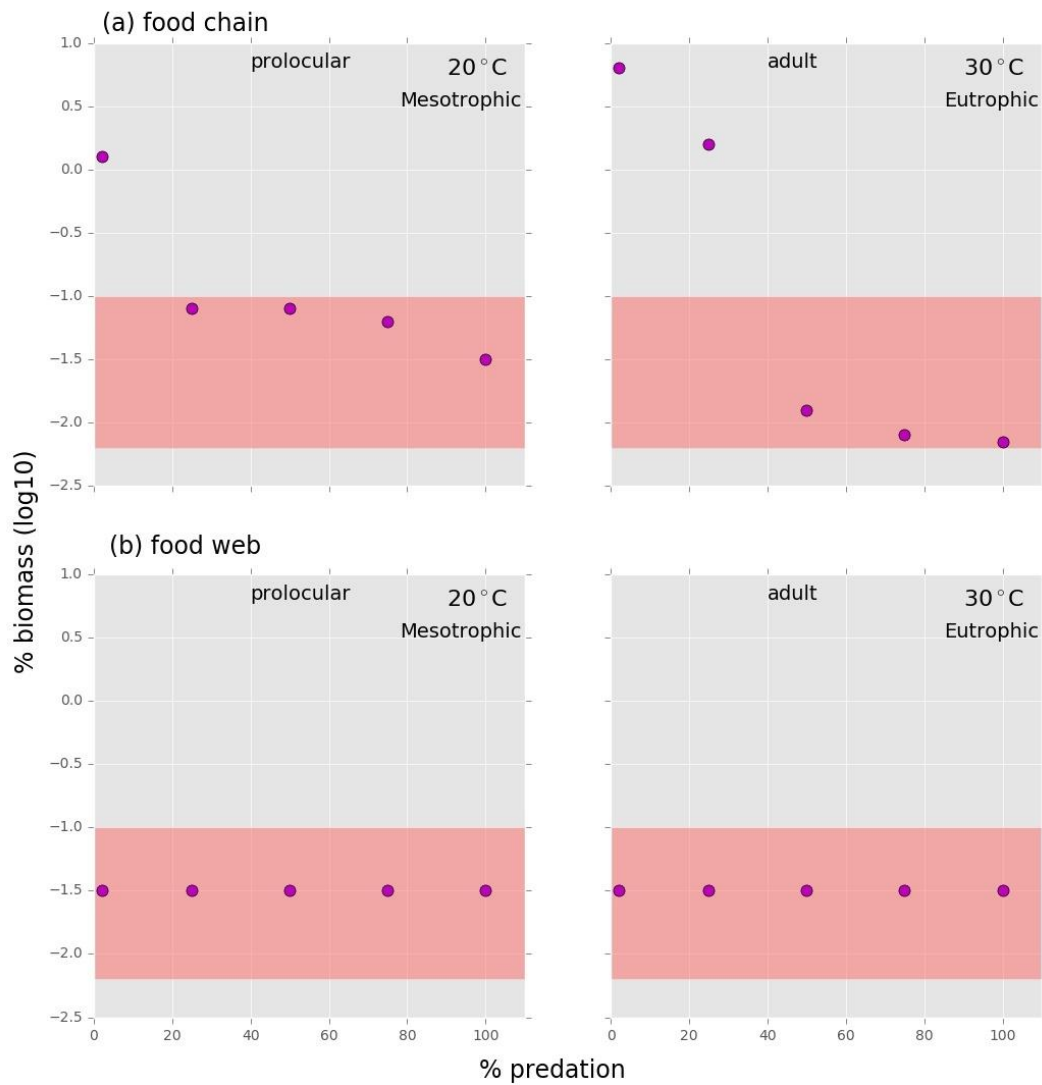 (a) food chain
1.0
0.5
0.0
−0.5
−1.0
−1.5
−2.0
−2.5
prolocular
20°C
Mesotrophic
adult
30°C
Eutrophic
% biomass (log10)
(b) food web
1.0
0.5
0.0
−0.5
−1.0
−1.5
−2.0
−2.5
prolocular
20°C
Mesotrophic
adult
30°C
Eutrophic
0 20 40 60 80 100
0 20 40 60 80 100
% predation